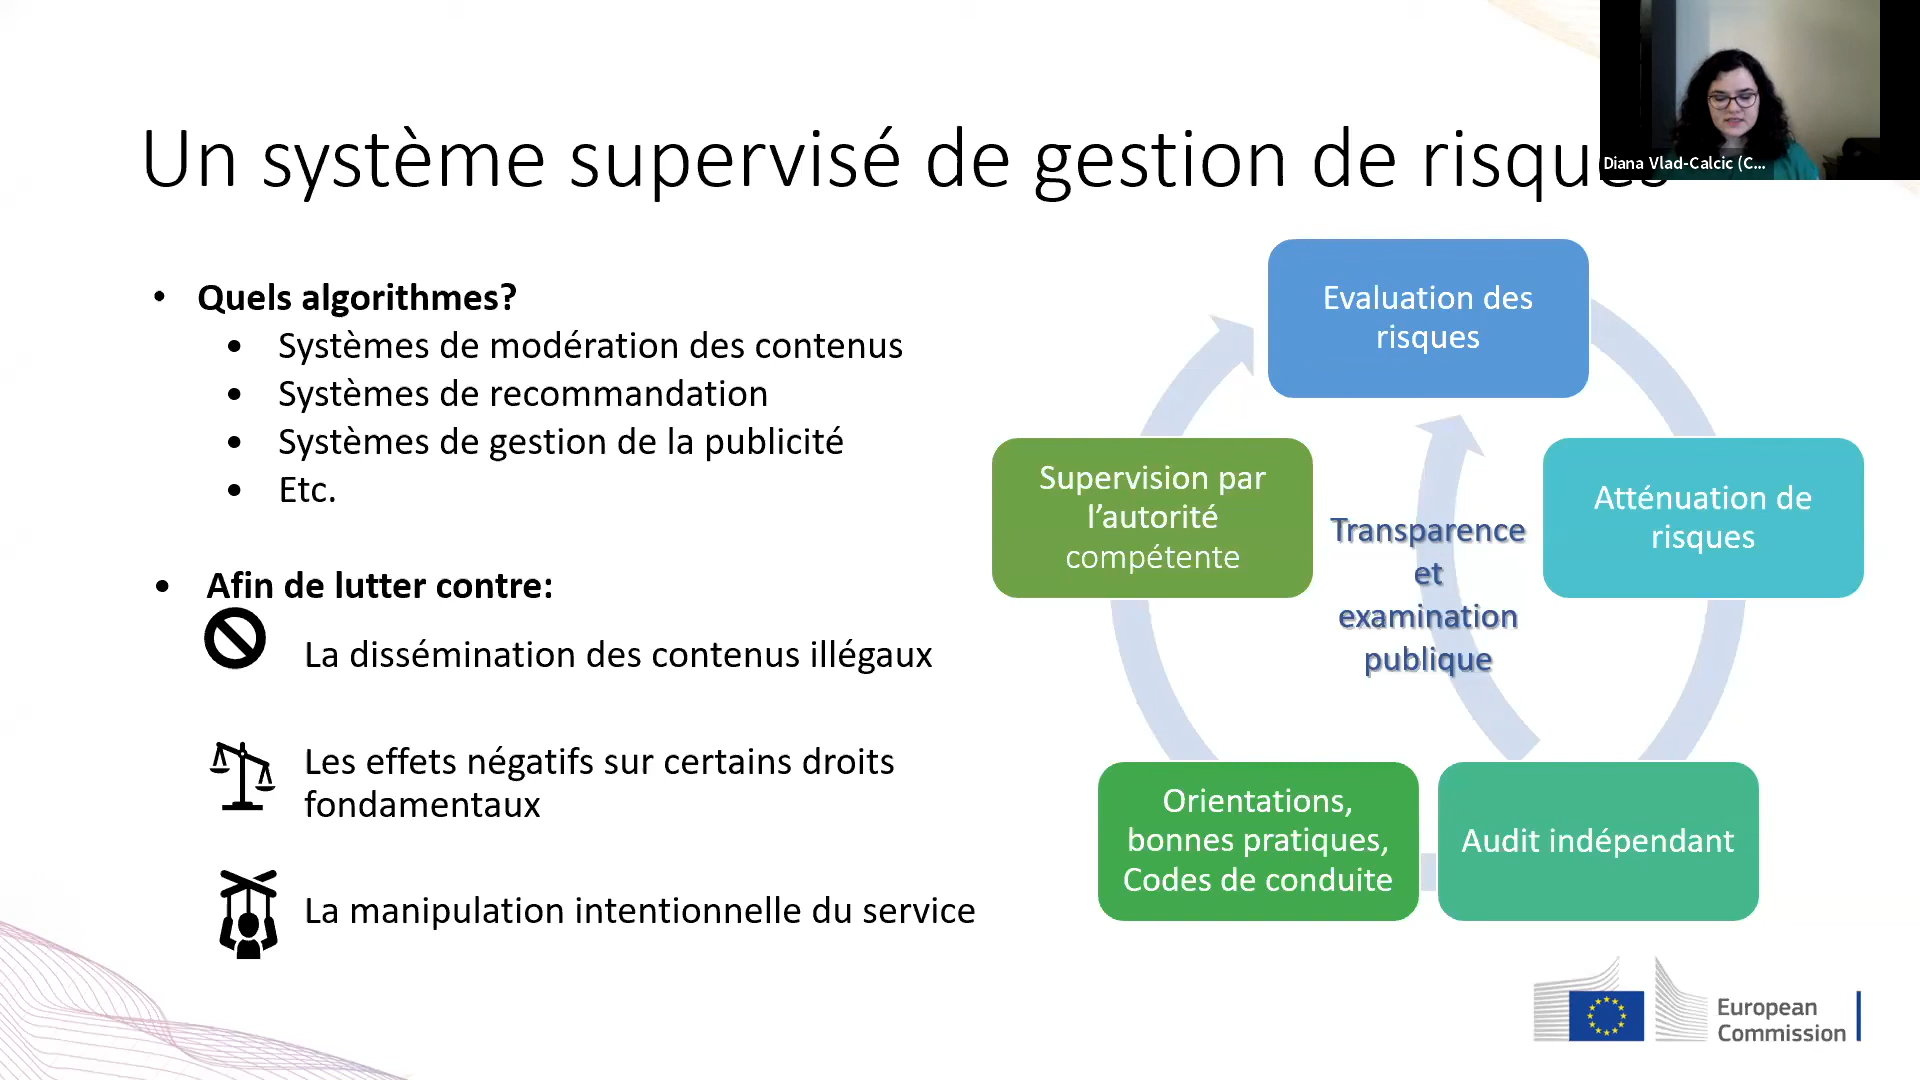 Un système supervisé de gestion de risques
Diana Vlad-Calcic (C...
• Quels algorithmes?
• Systèmes de modération des contenus
• Systèmes de recommandation
• Systèmes de gestion de la publicité
• Etc.
• Afin de lutter contre:
La dissémination des contenus illégaux
Les effets négatifs sur certains droits
fondamentaux
La manipulation intentionnelle du service
Evaluation des
risques
Supervision par
l’autorité
compétente
Transparence
et
examination
publique
Atténuation de
risques
Orientations,
bonnes pratiques,
Codes de conduite
Audit indépendant
European
Commission